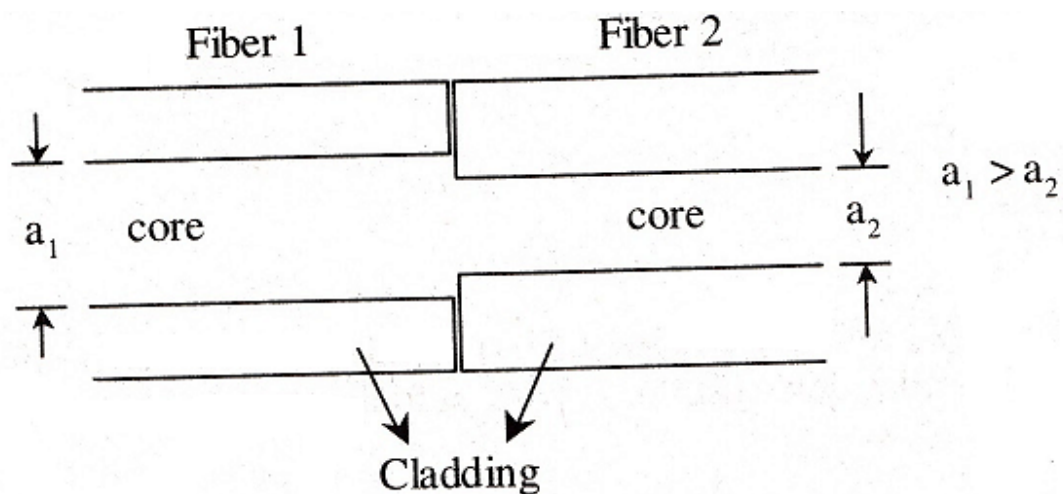 Fiber 1
Fiber 2
a₁
core
core
a₂
a₁ > a₂
Cladding